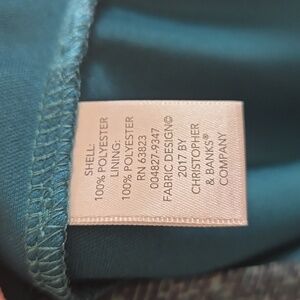 SHELL:
100% POLYESTER
LINING:
100% POLYESTER
RN 63823
004827-9347
FABRIC DESIGN©
2017 BY
CHRISTOPHER
& BANKS®
COMPANY